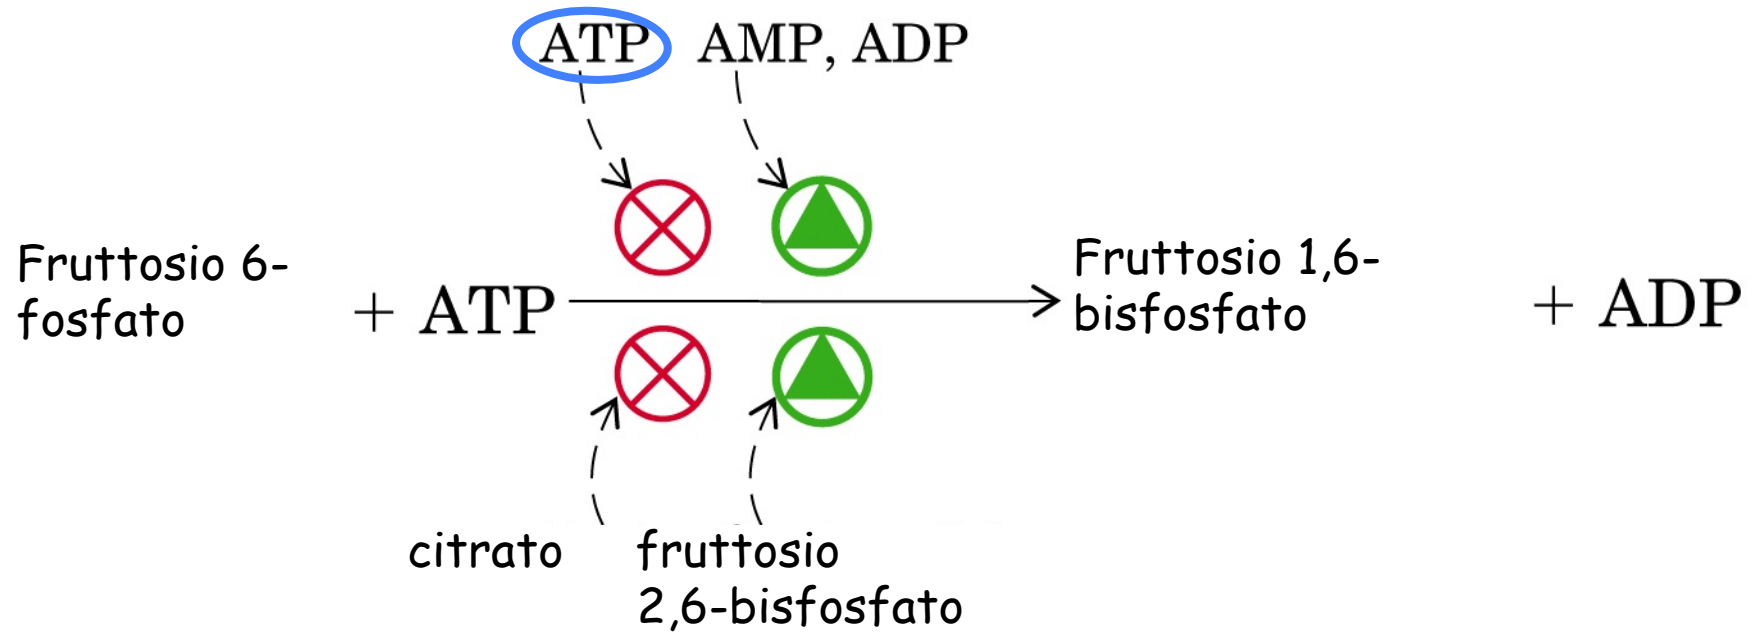 ATP AMP, ADP
Fruttosio 6-
fosfato
+ ATP
Fruttosio 1,6-
bisfosfato
+ ADP
citrato
fruttosio
2,6-bisfosfato